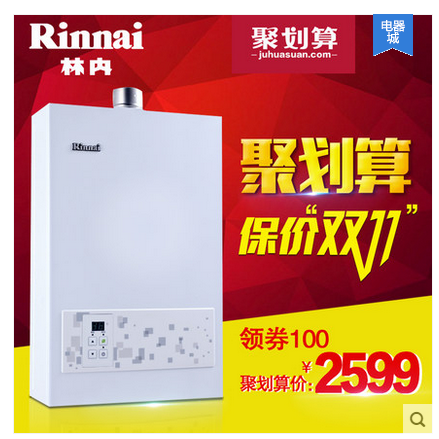 Rinnai
林内
聚划算
juhuasuan.com
电器
城
Rinnai
聚划算
保价“双11”
领券100
聚划算价:¥2599